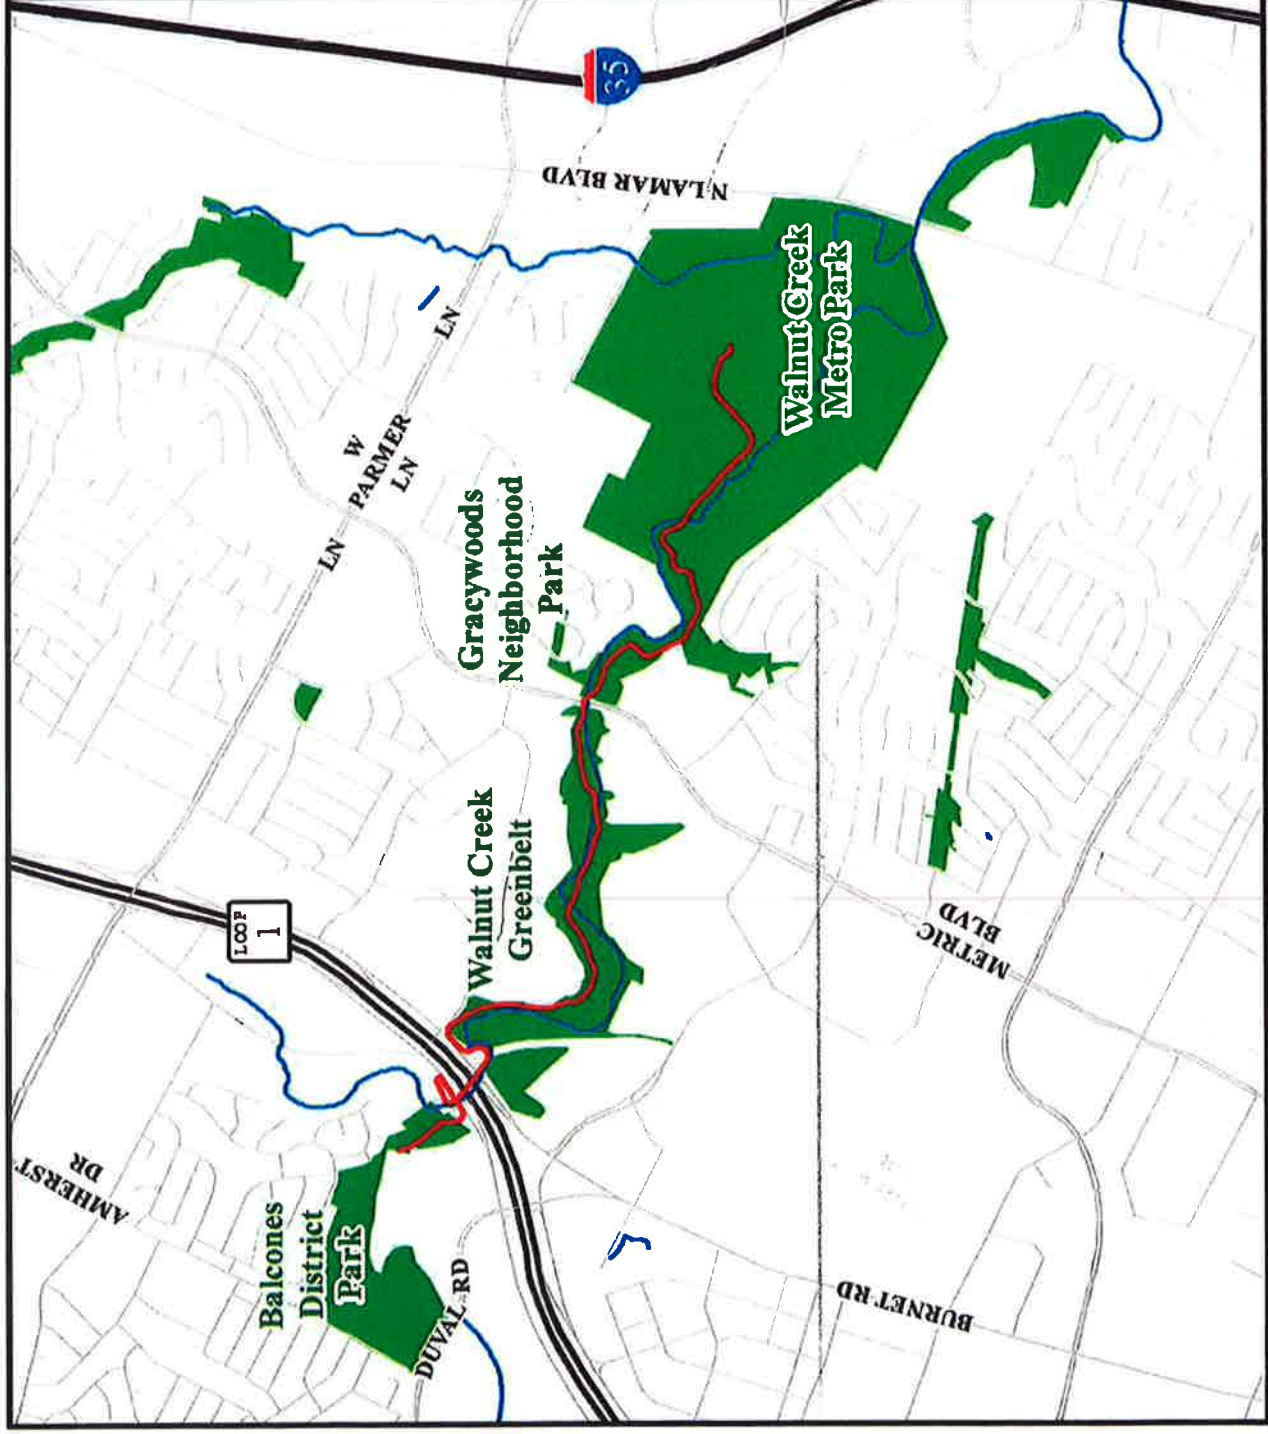 35
N LAMAR BLVD
Walnut Creek
Metro Park
LN
W
PARMER
LN
LN
Gracywoods
Neighborhood
Park
Walnut Creek
Greenbelt
LOOP
1
METRIC
BLVD
AMHERST
DR
Balcones
District
Park
DUVAL RD
BURNET RD